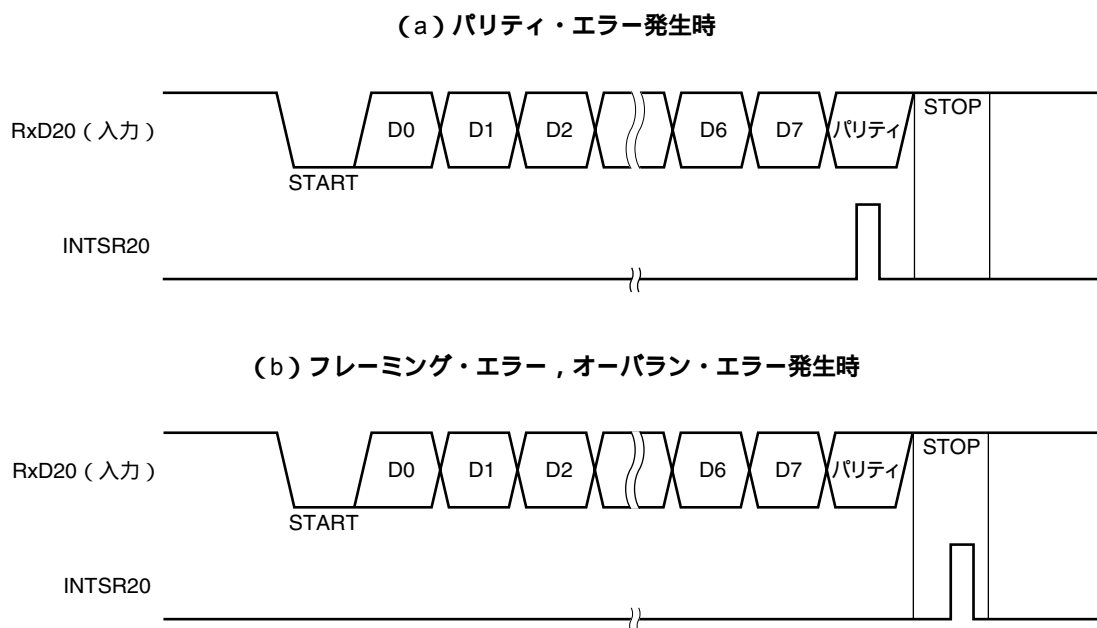 （a）パリティ・エラー発生時
RxD20（入力） D0 D1 D2 D6 D7 パリティ STOP
START
INTSR20
（b）フレーミング・エラー，オーバラン・エラー発生時
RxD20（入力） D0 D1 D2 D6 D7 パリティ STOP
START
INTSR20